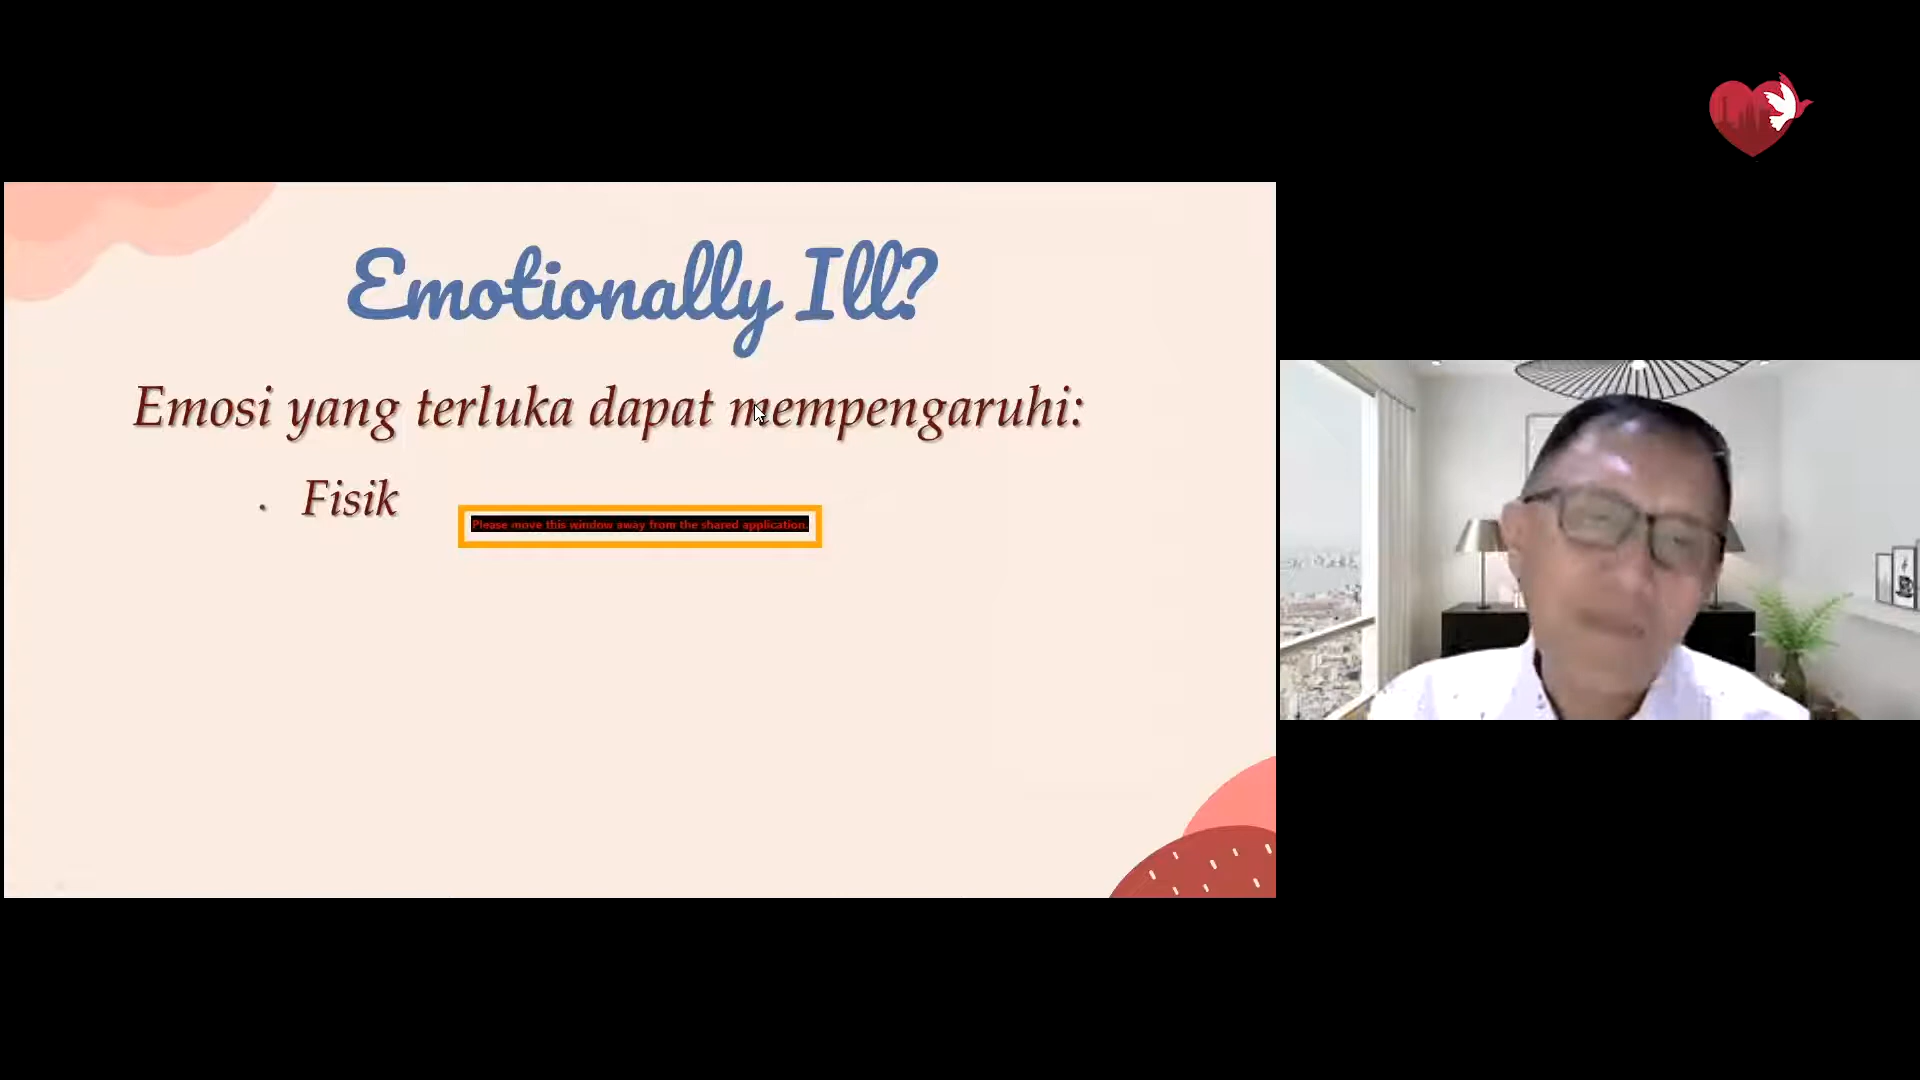 Emotionally Ill?
Emosi yang terluka dapat mempengaruhi:
· Fisik
Please move this window away from the shared application.